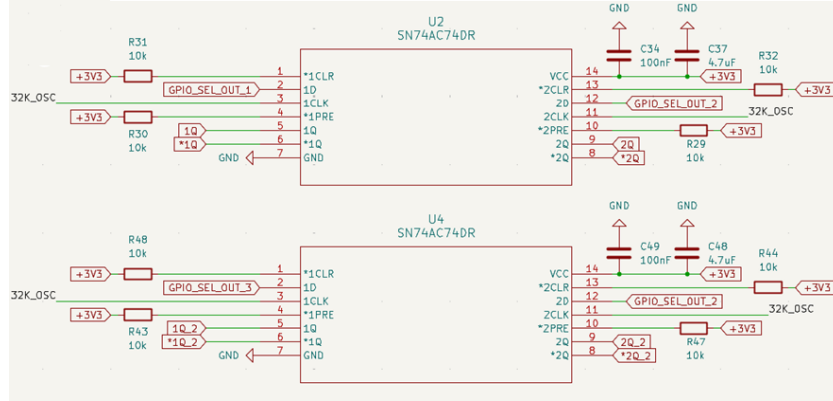 U2
SN74AC74DR
GND GND
R31
10k
C34
100nF
C37
4.7uF
R32
10k
+3V3
1 *1CLR
VCC 14
+3V3
GPIO_SEL_OUT_1 2 1D
*2CLR 13
+3V3
32K_OSC
3 1CLK
2D 12 GPIO_SEL_OUT_2
+3V3
4 *1PRE
2CLK 11
32K_OSC
R30
10k
1Q 5 1Q
*2PRE 10
+3V3
R29
10k
*1Q 6 *1Q
2Q 9 2Q
GND 7 GND
*2Q 8 *2Q
U4
SN74AC74DR
GND GND
R48
10k
C49
100nF
C48
4.7uF
R44
10k
+3V3
1 *1CLR
VCC 14
+3V3
GPIO_SEL_OUT_3 2 1D
*2CLR 13
+3V3
32K_OSC
3 1CLK
2D 12 GPIO_SEL_OUT_2
+3V3
4 *1PRE
2CLK 11
32K_OSC
R43
10k
1Q_2 5 1Q
*2PRE 10
+3V3
R47
10k
*1Q_2 6 *1Q
2Q 9 2Q_2
GND 7 GND
*2Q 8 *2Q_2